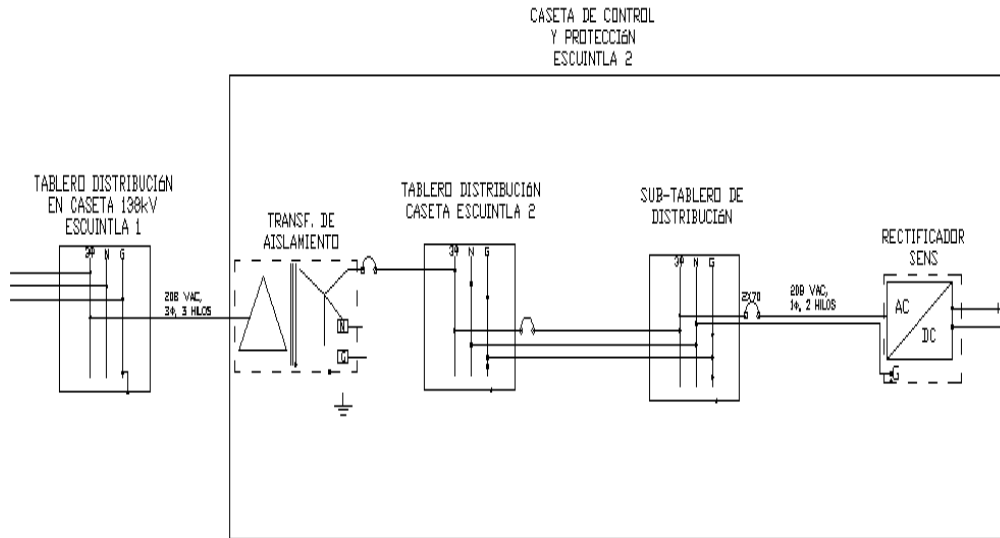 CASETA DE CONTROL
Y PROTECCIÓN
ESCUINTLA 2
TABLERO DISTRIBUCIÓN
EN CASETA 138kV
ESCUINTLA 1
3Φ N G
208 VAC,
3Φ, 3 HILOS
TRANSF. DE
AISLAMIENTO
N
G
TABLERO DISTRIBUCIÓN
CASETA ESCUINTLA 2
3Φ N G
SUB-TABLERO DE
DISTRIBUCIÓN
3Φ N G
2X70
208 VAC,
1Φ, 2 HILOS
RECTIFICADOR
SENS
AC
DC
G